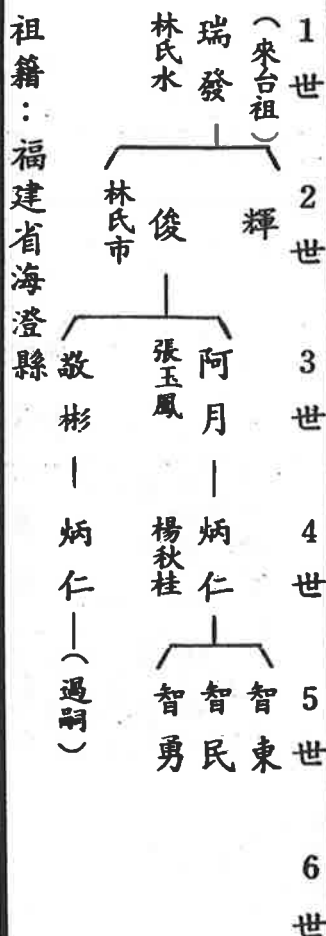 1世
2世
3世
4世
5世
6世
（來台祖）
瑞發
林氏水
輝
俊
林氏市
阿月
張玉鳳
敬彬
炳仁
楊秋桂
炳仁
（過嗣）
智東
智民
智勇
祖籍：福建省海澄縣